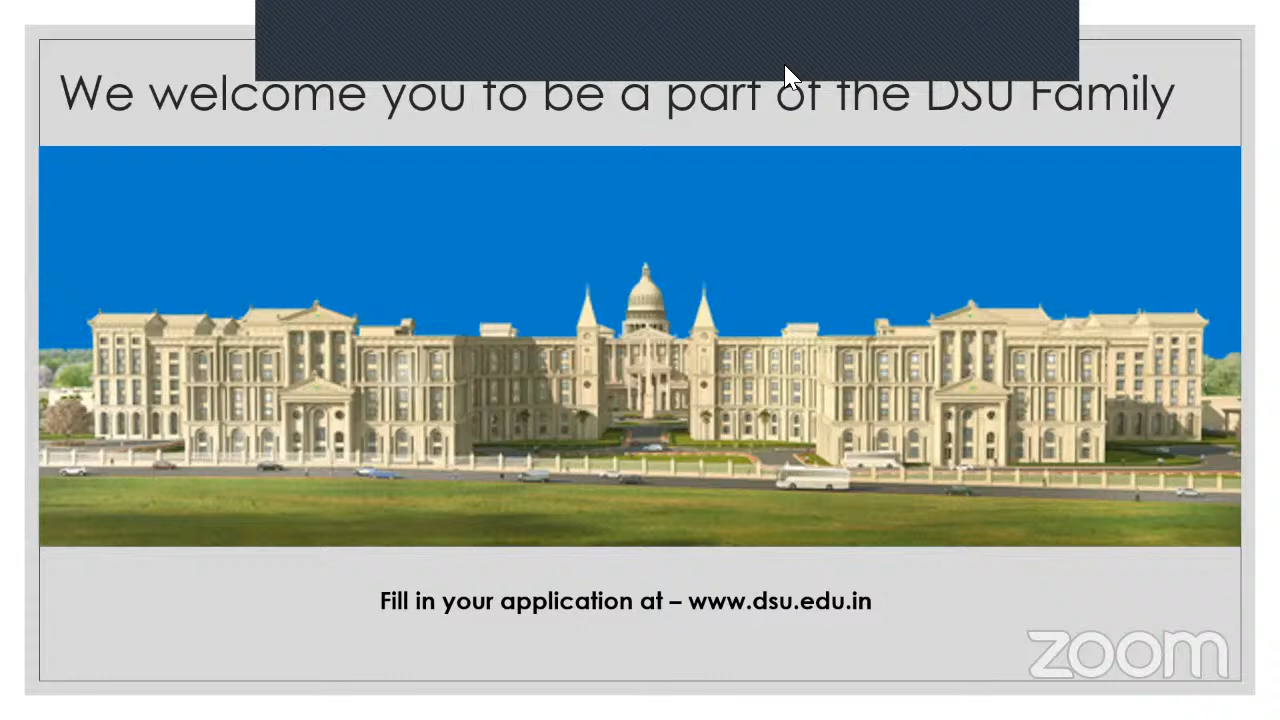 We welcome you to be a part of the DSU Family
Fill in your application at – www.dsu.edu.in
zoom